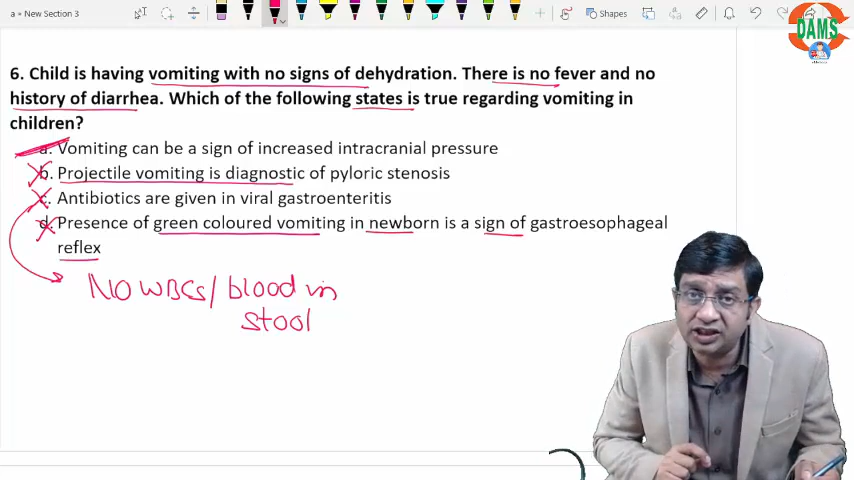 a = New Section 3
Shapes
DAMS
6. Child is having vomiting with no signs of dehydration. There is no fever and no
history of diarrhea. Which of the following states is true regarding vomiting in
children?
a. Vomiting can be a sign of increased intracranial pressure
b. Projectile vomiting is diagnostic of pyloric stenosis
c. Antibiotics are given in viral gastroenteritis
d. Presence of green coloured vomiting in newborn is a sign of gastroesophageal
reflex
NO WBCs/ blood in
stool